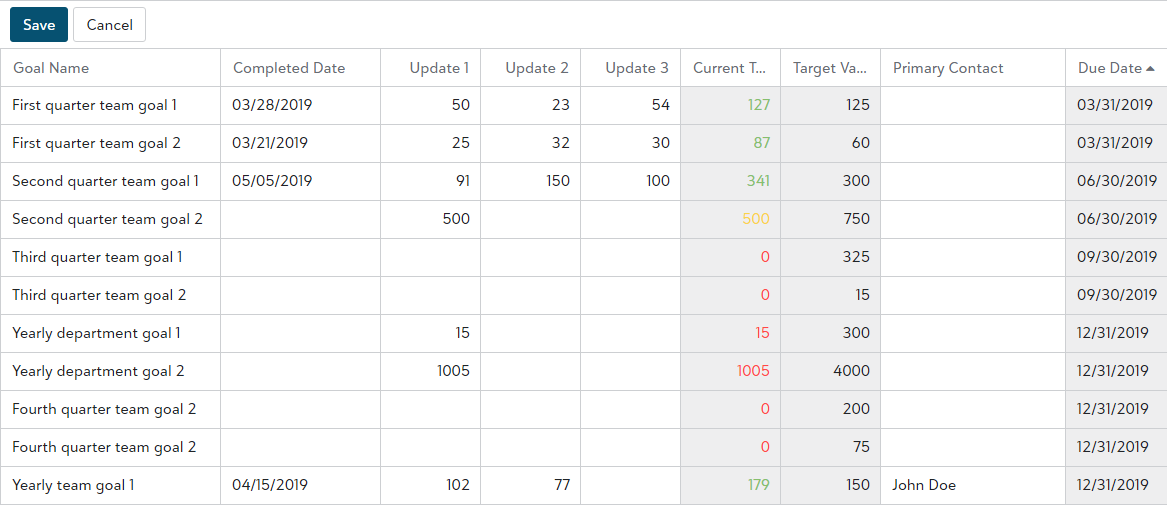 Save Cancel
Goal Name Completed Date Update 1 Update 2 Update 3 Current T... Target Va... Primary Contact Due Date
First quarter team goal 1 03/28/2019 50 23 54 127 125 03/31/2019
First quarter team goal 2 03/21/2019 25 32 30 87 60 03/31/2019
Second quarter team goal 1 05/05/2019 91 150 100 341 300 06/30/2019
Second quarter team goal 2 500 500 750 06/30/2019
Third quarter team goal 1 0 325 09/30/2019
Third quarter team goal 2 0 15 09/30/2019
Yearly department goal 1 15 15 300 12/31/2019
Yearly department goal 2 1005 1005 4000 12/31/2019
Fourth quarter team goal 2 0 200 12/31/2019
Fourth quarter team goal 2 0 75 12/31/2019
Yearly team goal 1 04/15/2019 102 77 179 150 John Doe 12/31/2019